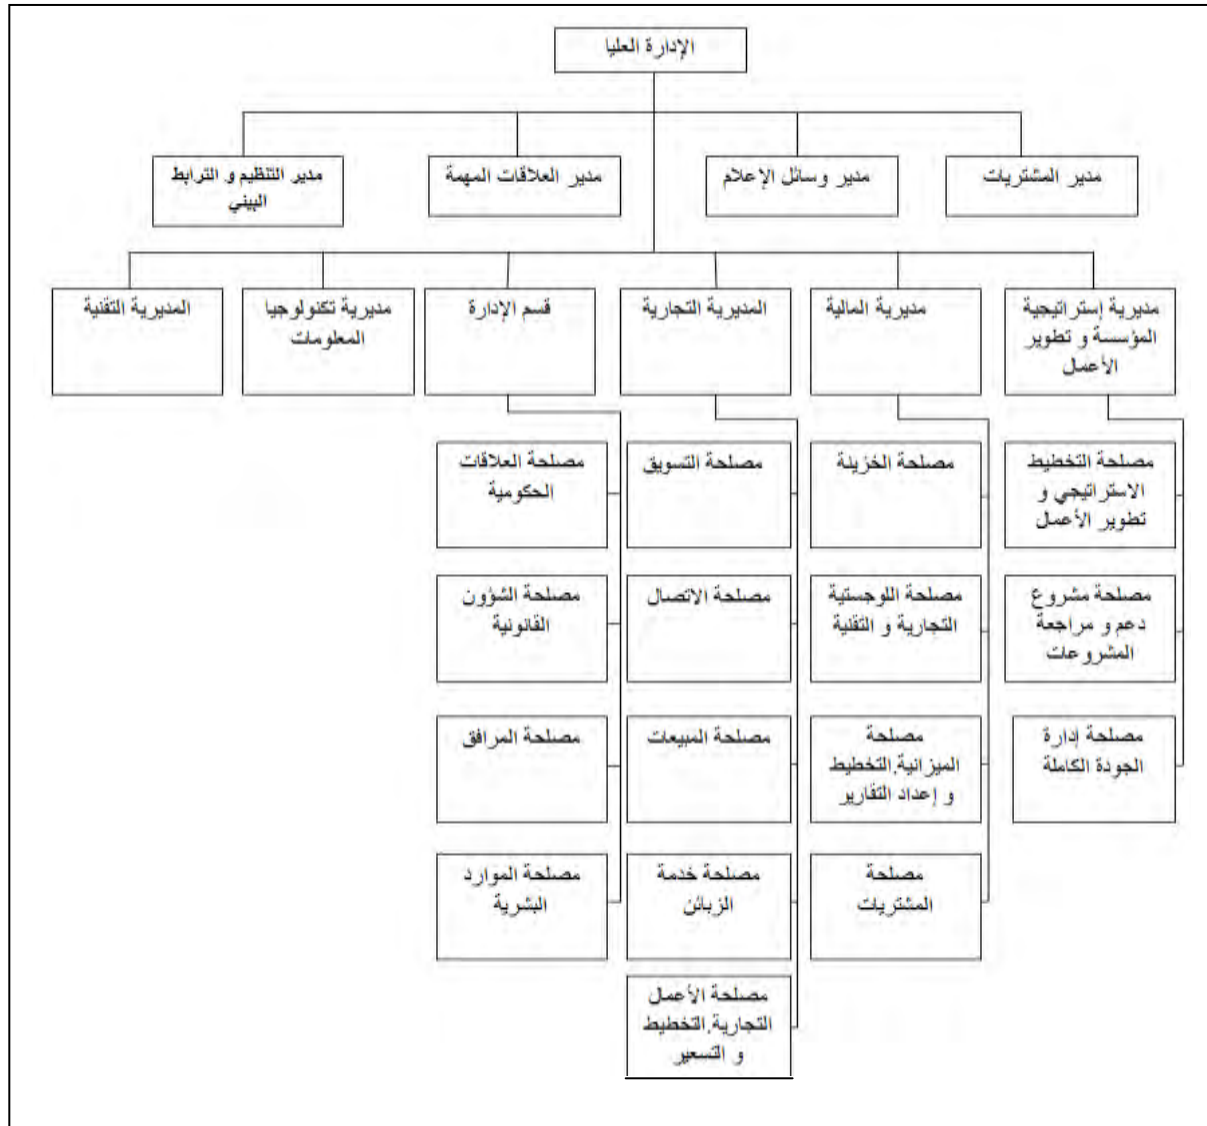 الإدارة العليا
مدير المشتريات
مدير وسائل الإعلام
مدير العلاقات المهمة
مدير التنظيم و الترابط
البيني
مديرية إستراتيجية
المؤسسة و تطوير
الأعمال
مديرية المالية
المديرية التجارية
قسم الإدارة
مديرية تكنولوجيا
المعلومات
المديرية التقنية
مصلحة التخطيط
الاستراتيجي و
تطوير الأعمال
مصلحة الخزينة
مصلحة التسويق
مصلحة العلاقات
الحكومية
مصلحة مشروع
دعم و مراجعة
المشروعات
مصلحة اللوجستية
التجارية و التقنية
مصلحة الاتصال
مصلحة الشؤون
القانونية
مصلحة إدارة
الجودة الكاملة
مصلحة
الميزانية,التخطيط
و إعداد التقارير
مصلحة المبيعات
مصلحة المرافق
مصلحة
المشتريات
مصلحة خدمة
الزبائن
مصلحة الموارد
البشرية
مصلحة الأعمال
التجارية,التخطيط
و التسعير